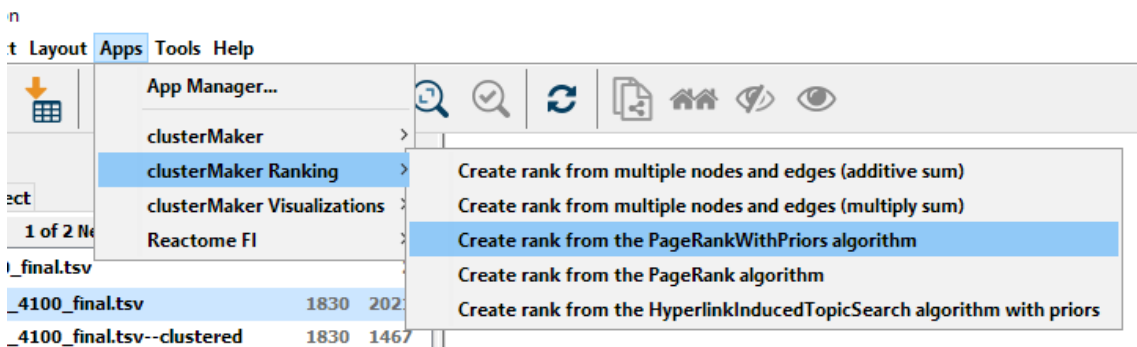 on
ct Layout Apps Tools Help
App Manager...
clusterMaker
clusterMaker Ranking
clusterMaker Visualizations
Reactome FI
Create rank from multiple nodes and edges (additive sum)
Create rank from multiple nodes and edges (multiply sum)
Create rank from the PageRankWithPriors algorithm
Create rank from the PageRank algorithm
Create rank from the HyperlinkInducedTopicSearch algorithm with priors
ect
1 of 2 Ne
)_final.tsv
_4100_final.tsv 1830 202
_4100_final.tsv--clustered 1830 1467